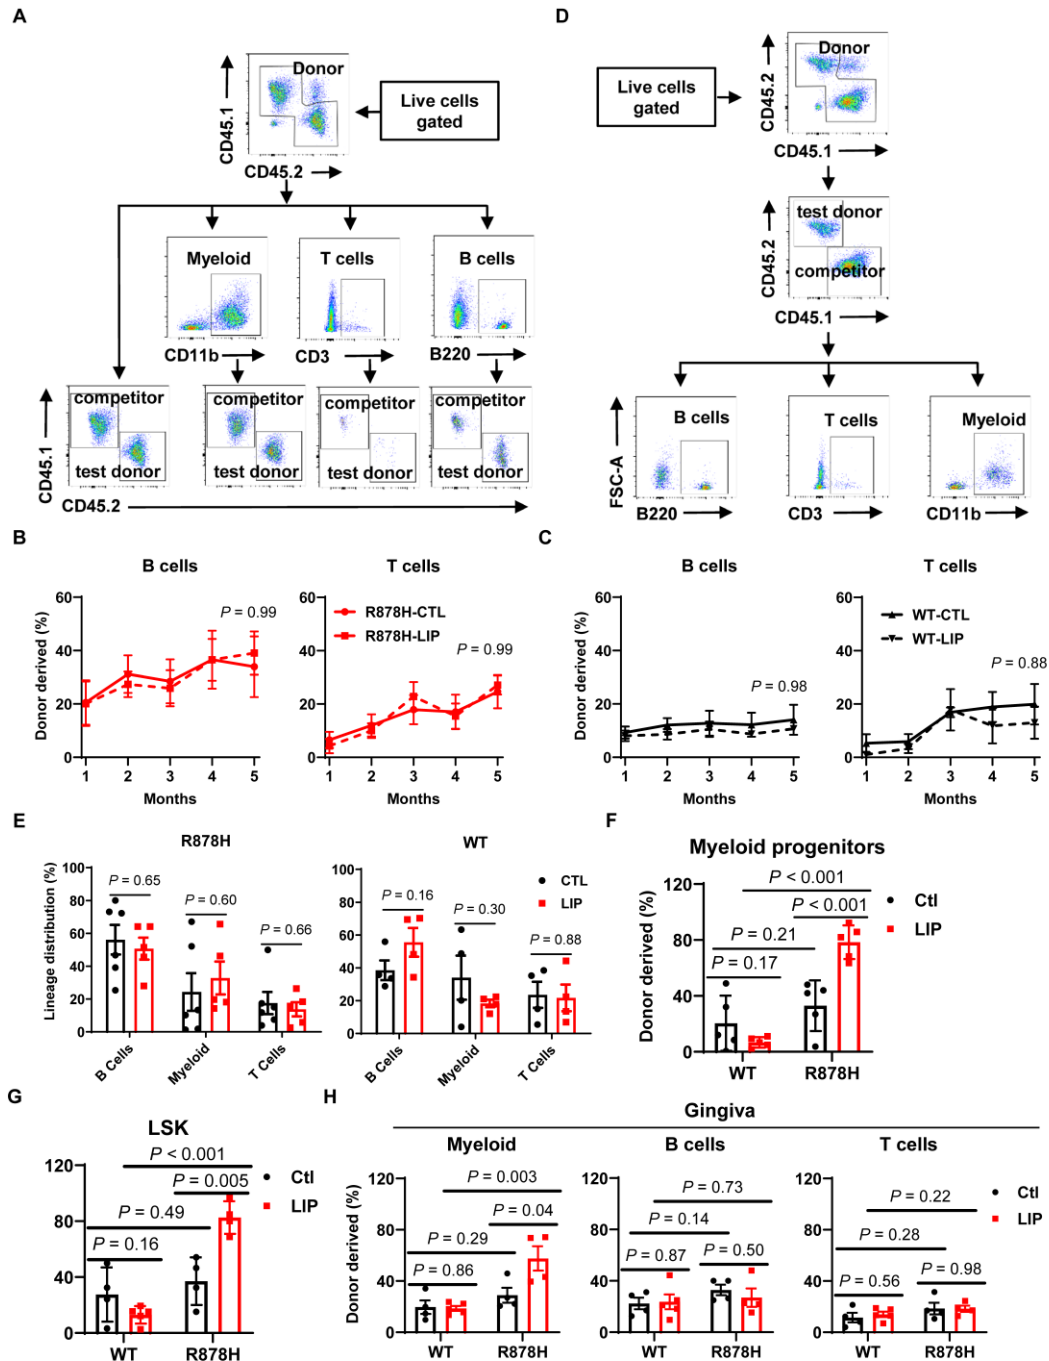 A
Donor
CD45.1
CD45.2
Live cells
gated
Myeloid
T cells
B cells
CD11b
CD3
B220
competitor
competitor
competitor
competitor
test donor
test donor
test donor
test donor
CD45.1
CD45.2
D
Live cells
gated
Donor
CD45.2
CD45.1
test donor
competitor
CD45.2
CD45.1
B cells
T cells
Myeloid
FSC-A
B220
CD3
CD11b
B
B cells
T cells
Donor derived (%)
60
40
20
0
P = 0.99
1 2 3 4 5
Months
60
40
20
0
R878H-CTL
R878H-LIP
P = 0.99
1 2 3 4 5
Months
C
B cells
T cells
Donor derived (%)
60
40
20
0
P = 0.98
1 2 3 4 5
Months
60
40
20
0
WT-CTL
WT-LIP
P = 0.88
1 2 3 4 5
Months
E
R878H
WT
Lineage distribution (%)
100
80
60
40
20
0
P = 0.65
P = 0.60
P = 0.66
B Cells
Myeloid
T Cells
100
80
60
40
20
0
P = 0.16
P = 0.30
P = 0.88
CTL
LIP
B Cells
Myeloid
T Cells
F
Myeloid progenitors
Donor derived (%)
120
80
40
0
P < 0.001
P < 0.001
P = 0.21
P = 0.17
Ctl
LIP
WT R878H
G
LSK
120
80
40
0
P < 0.001
P = 0.005
P = 0.49
P = 0.16
Ctl
LIP
WT R878H
H
Gingiva
Myeloid
B cells
T cells
Donor derived (%)
120
80
40
0
P = 0.003
P = 0.04
P = 0.29
P = 0.86
WT R878H
120
80
40
0
P = 0.73
P = 0.14
P = 0.87
P = 0.50
WT R878H
120
80
40
0
P = 0.22
P = 0.28
P = 0.56
P = 0.98
Ctl
LIP
WT R878H